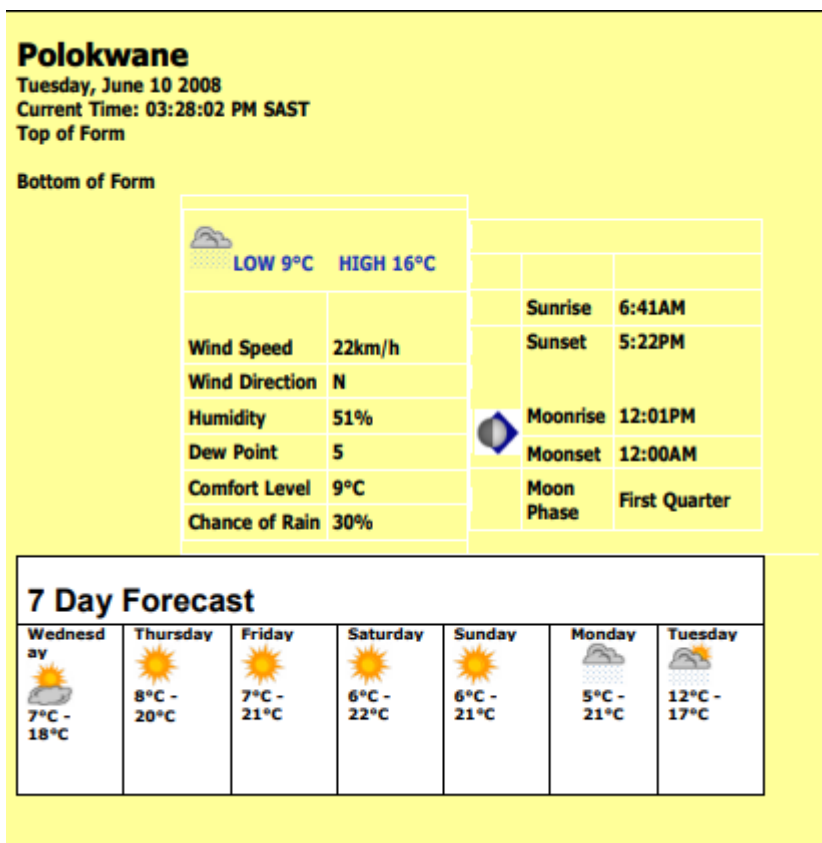 Polokwane
Tuesday, June 10 2008
Current Time: 03:28:02 PM SAST
Top of Form
Bottom of Form
LOW 9°C HIGH 16°C
Wind Speed 22km/h
Wind Direction N
Humidity 51%
Dew Point 5
Comfort Level 9°C
Chance of Rain 30%
Sunrise 6:41AM
Sunset 5:22PM
Moonrise 12:01PM
Moonset 12:00AM
Moon
Phase First Quarter
7 Day Forecast
Wednesd
ay
7°C -
18°C
Thursday
8°C -
20°C
Friday
7°C -
21°C
Saturday
6°C -
22°C
Sunday
6°C -
21°C
Monday
5°C -
21°C
Tuesday
12°C -
17°C